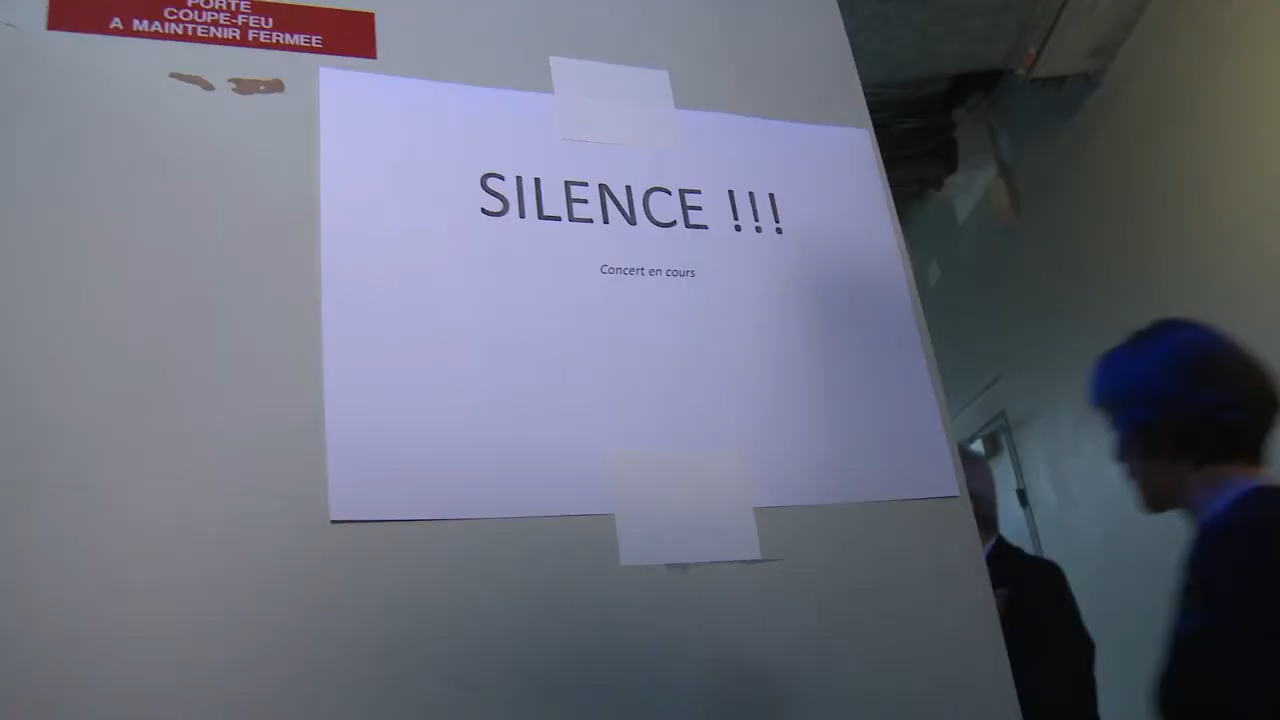 PORTE
COUPE-FEU
A MAINTENIR FERMEE
SILENCE !!!
Concert en cours